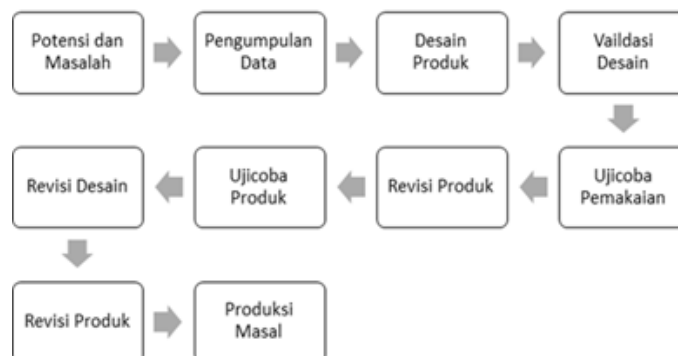 Potensi dan
Masalah
Pengumpulan
Data
Desain
Produk
Vaildasi
Desain
Ujicoba
Pemakaian
Revisi Produk
Ujicoba
Produk
Revisi Desain
Revisi Produk
Produksi
Masal